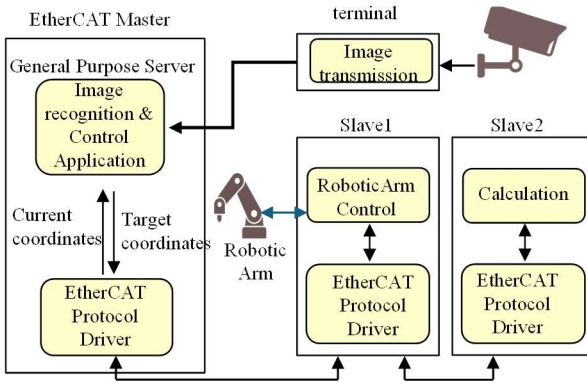 EtherCAT Master
General Purpose Server
Image
recognition &
Control
Application
Current
coordinates
Target
coordinates
EtherCAT
Protocol
Driver
terminal
Image
transmission
Robotic
Arm
Slave1
RoboticArm
Control
EtherCAT
Protocol
Driver
Slave2
Calculation
EtherCAT
Protocol
Driver